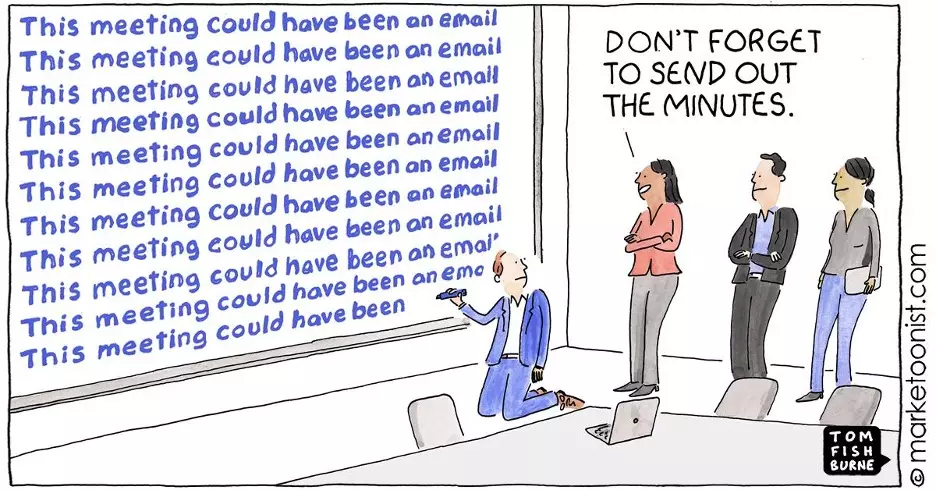 This meeting could have been an email
This meeting could have been an email
This meeting could have been an email
This meeting could have been an email
This meeting could have been an email
This meeting could have been an email
This meeting could have been an email
This meeting could have been an email
This meeting could have been an email
This meeting could have been an ema
This meeting could have been
DON'T FORGET
TO SEND OUT
THE MINUTES.
TOM
FISH
BURNE
© marketoonist.com